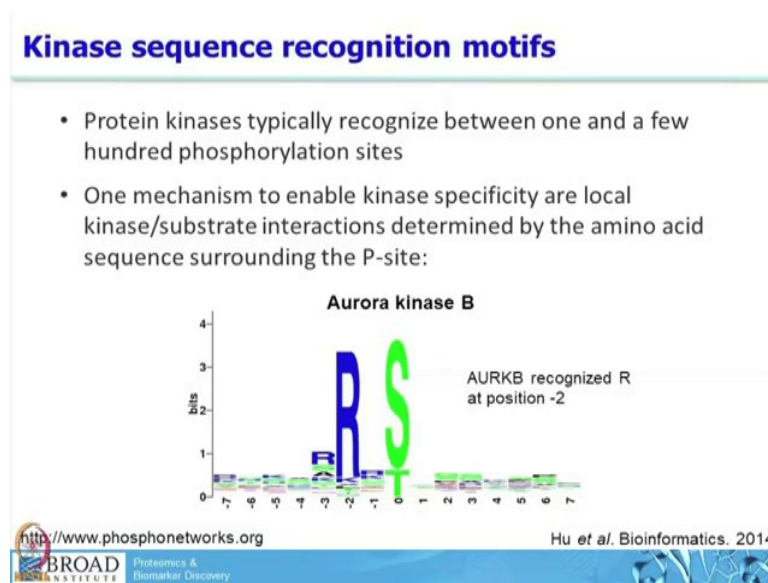 Kinase sequence recognition motifs
• Protein kinases typically recognize between one and a few
hundred phosphorylation sites
• One mechanism to enable kinase specificity are local
kinase/substrate interactions determined by the amino acid
sequence surrounding the P-site:
Aurora kinase B
4
3
2
1
0
bits
R
R
S
T
AURKB recognized R
at position -2
-7 -6 -5 -4 -3 -2 -1 0 1 2 3 4 5 6 7
http://www.phosphonetworks.org
Hu et al. Bioinformatics. 2014
BROAD
INSTITUTE
Proteomics &
Biomarker Discovery